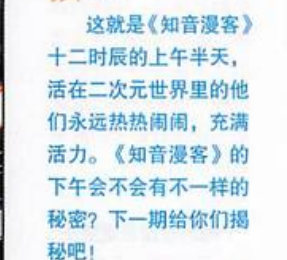 这就是《知音漫客》
十二时辰的上午半天，
活在二次元世界里的他
们永远热热闹闹，充满
活力。《知音漫客》的
下午会不会有不一样的
秘密？下一期给你们揭
秘吧！